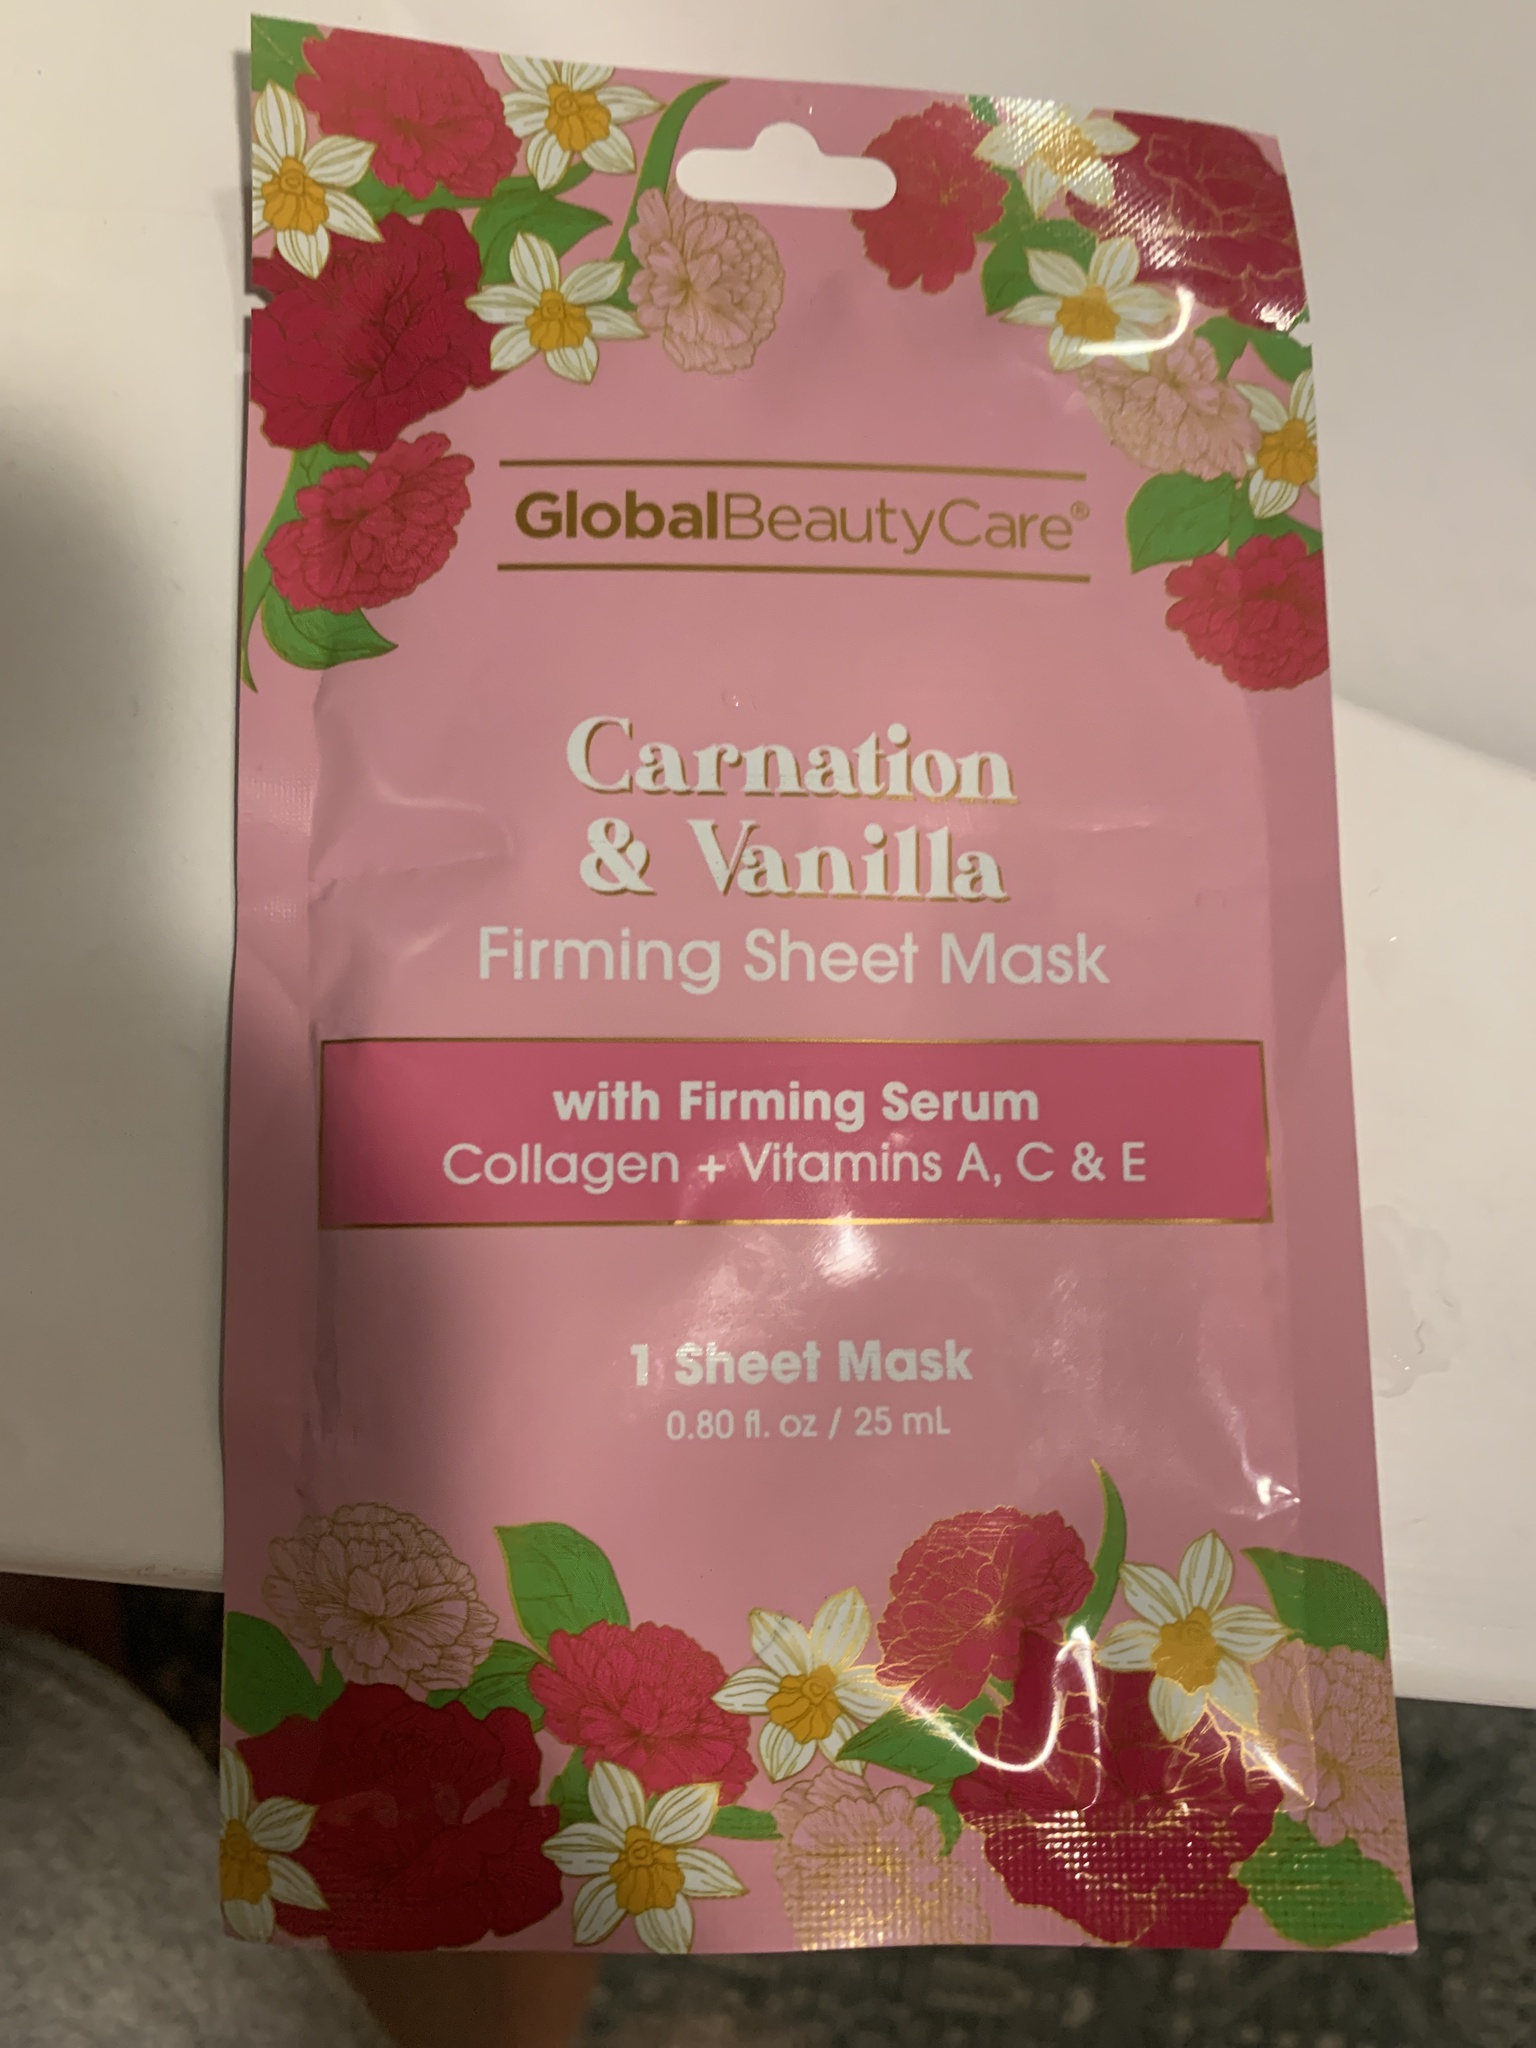 GlobalBeautyCare®
Carnation
& Vanilla
Firming Sheet Mask
with Firming Serum
Collagen + Vitamins A, C & E
1 Sheet Mask
0.80 fl. oz / 25 mL